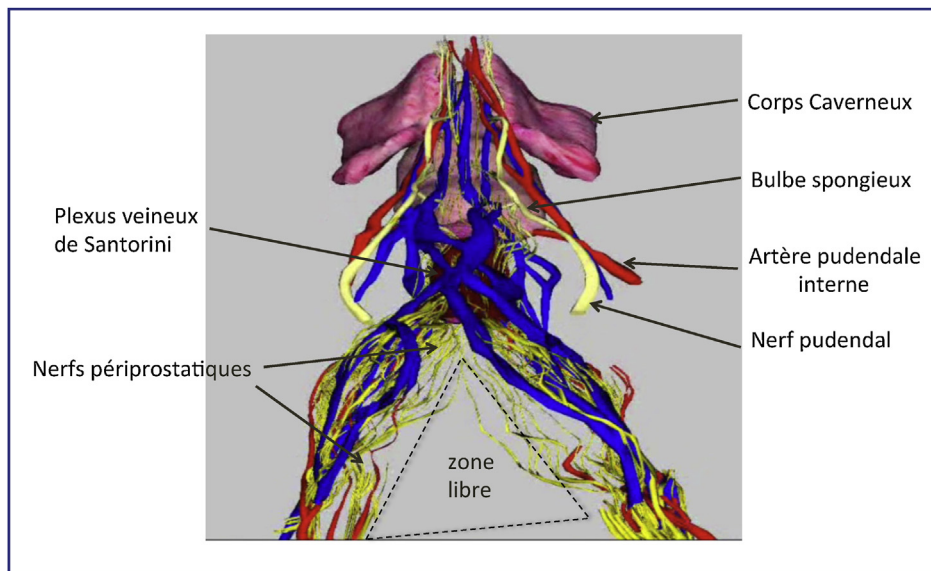 Corps Caverneux
Bulbe spongieux
Plexus veineux
de Santorini
Artère pudendale
interne
Nerf pudendal
Nerfs périprostatiques
zone
libre